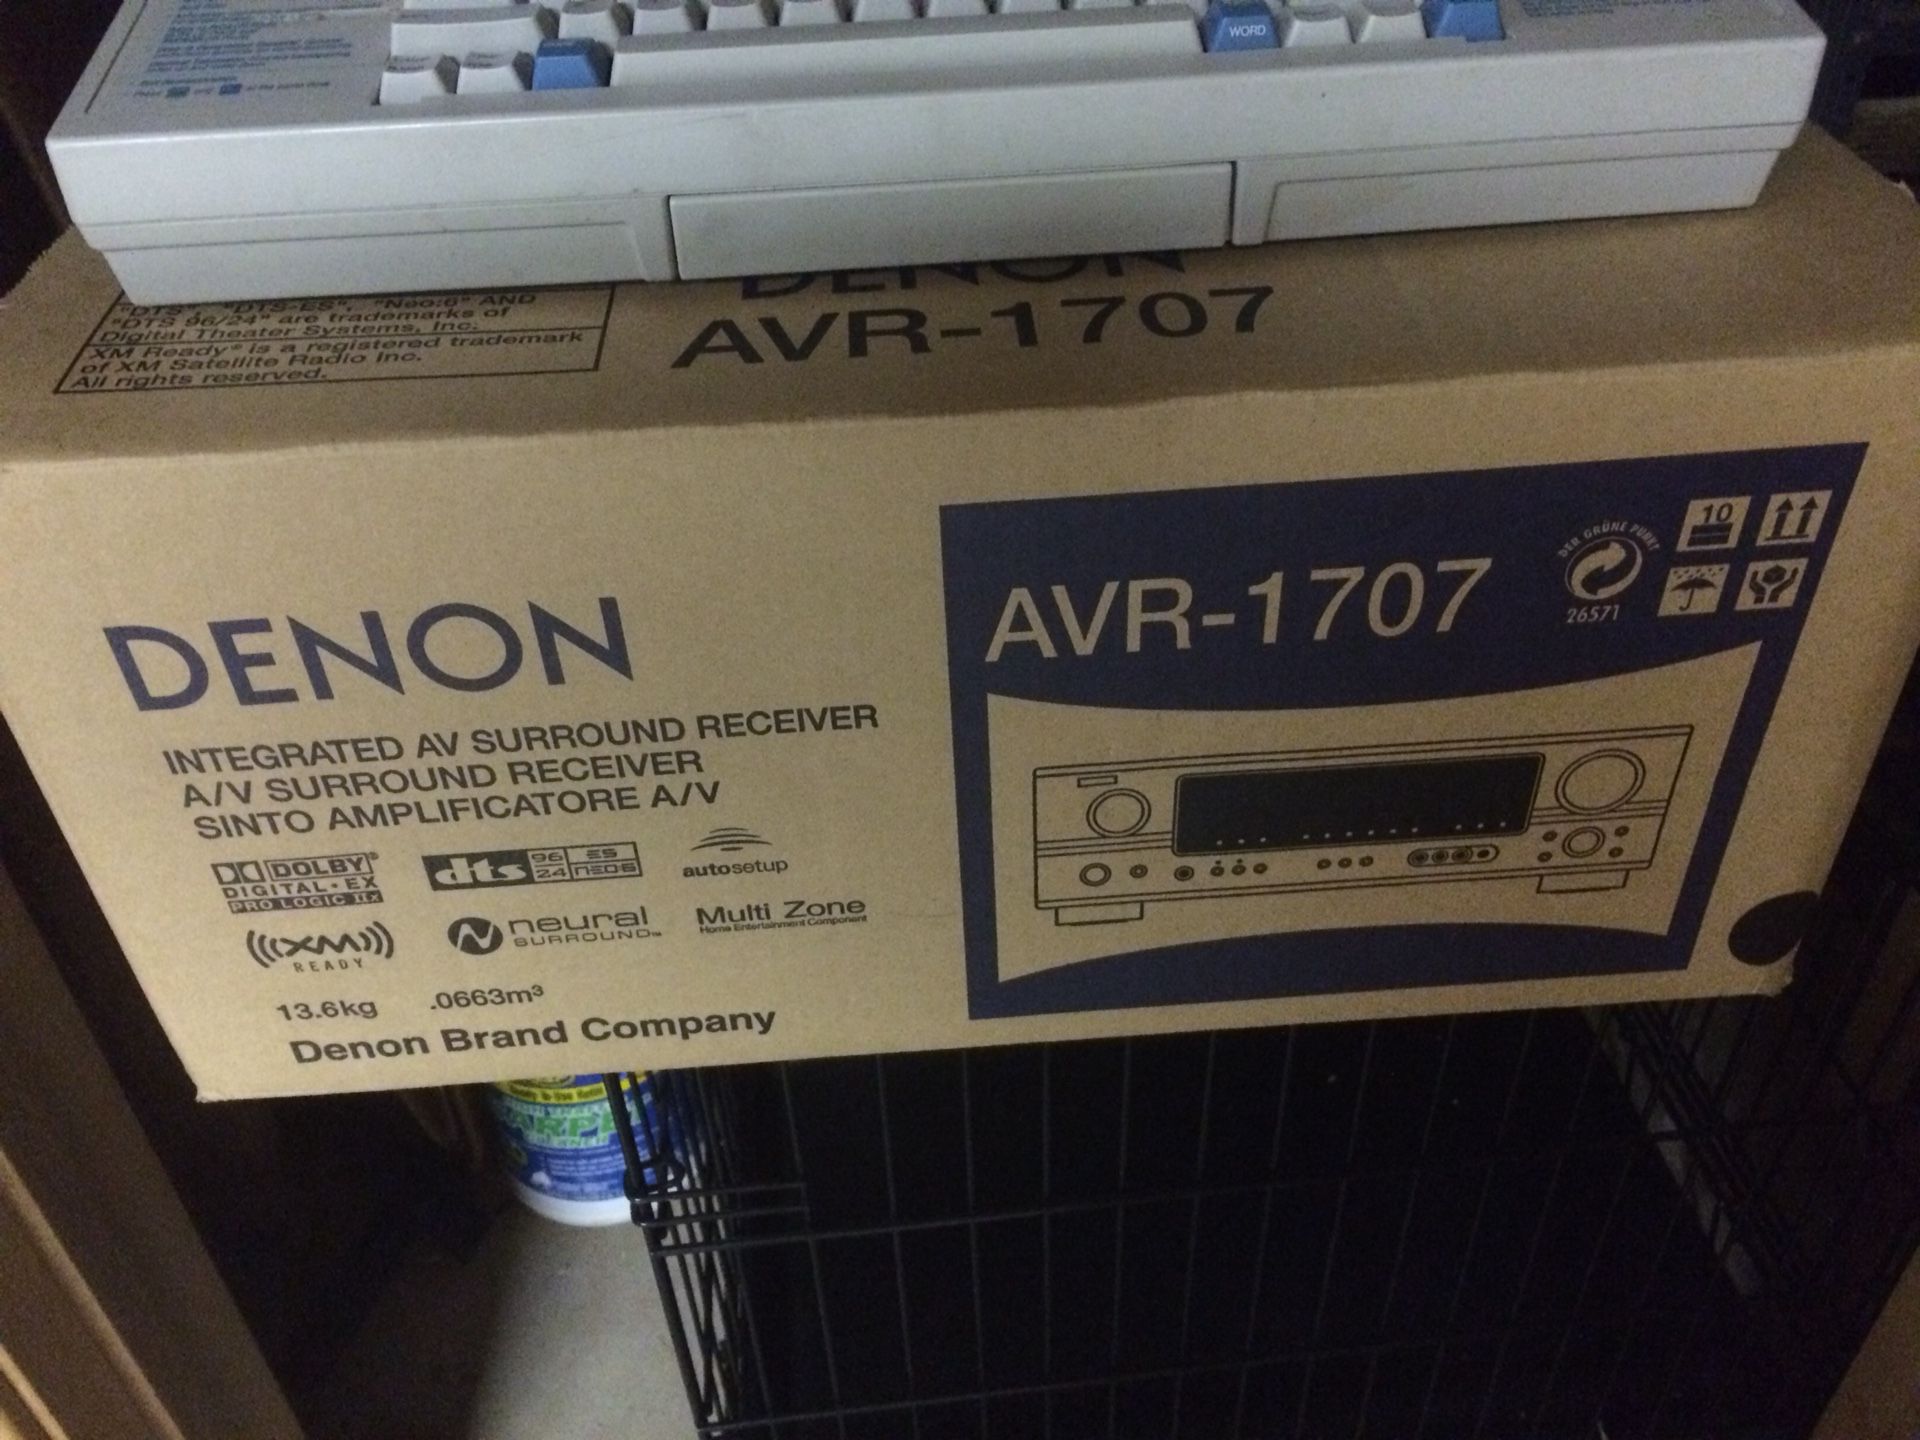 WORD
"DTS", "DTS-ES", "Neo:6" AND
"DTS 96/24" are trademarks of
Digital Theater Systems, Inc.
XM Ready® is a registered trademark
of XM Satellite Radio Inc.
All rights reserved.
DENON
AVR-1707
DENON
INTEGRATED AV SURROUND RECEIVER
A/V SURROUND RECEIVER
SINTO AMPLIFICATORE A/V
DOLBY®
DIGITAL·EX
PRO LOGIC IIx
dts 96 24 ES NEO:6
autosetup
XM
READY
neural
SURROUND™
Multi Zone
Home Entertainment Component
13.6kg .0663m³
Denon Brand Company
AVR-1707
DER GRÜNE PUNKT
26571
10